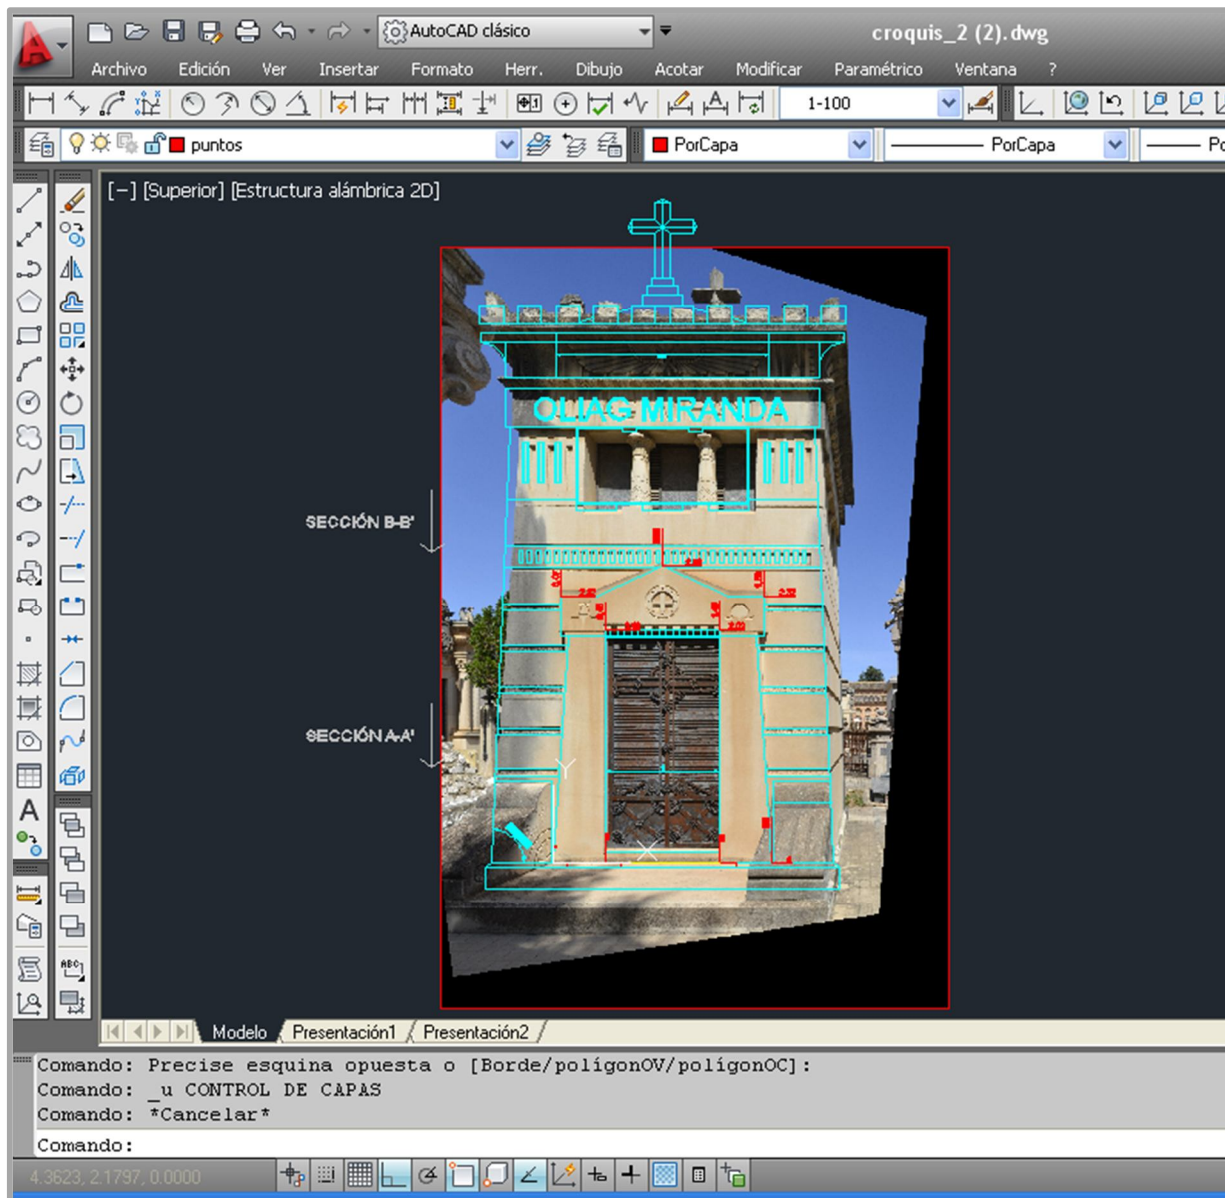 AutoCAD clásico
croquis_2 (2).dwg
Archivo Edición Ver Insertar Formato Herr. Dibujo Acotar Modificar Paramétrico Ventana ?
1-100
puntos PorCapa PorCapa
[−] [Superior] [Estructura alámbrica 2D]
OLIAG MIRANDA
SECCIÓN B-B'
SECCIÓN A-A'
Y
X
A
ABC
Modelo Presentación1 Presentación2
Comando: Precise esquina opuesta o [Borde/polígonOV/polígonOC]:
Comando: _u CONTROL DE CAPAS
Comando: *Cancelar*
Comando:
4.3623, 2.1797, 0.0000